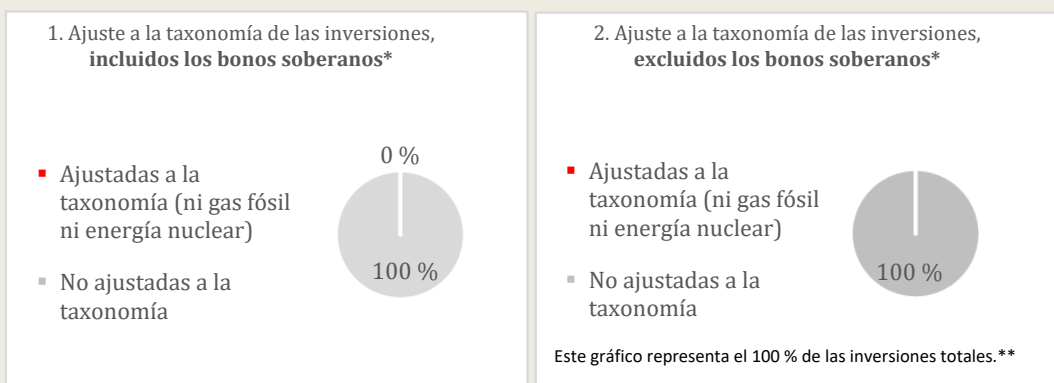 1. Ajuste a la taxonomía de las inversiones,
incluidos los bonos soberanos*
Ajustadas a la
taxonomía (ni gas fósil
ni energía nuclear)
No ajustadas a la
taxonomía
0 %
100 %
2. Ajuste a la taxonomía de las inversiones,
excluidos los bonos soberanos*
Ajustadas a la
taxonomía (ni gas fósil
ni energía nuclear)
No ajustadas a la
taxonomía
100 %
Este gráfico representa el 100 % de las inversiones totales.**